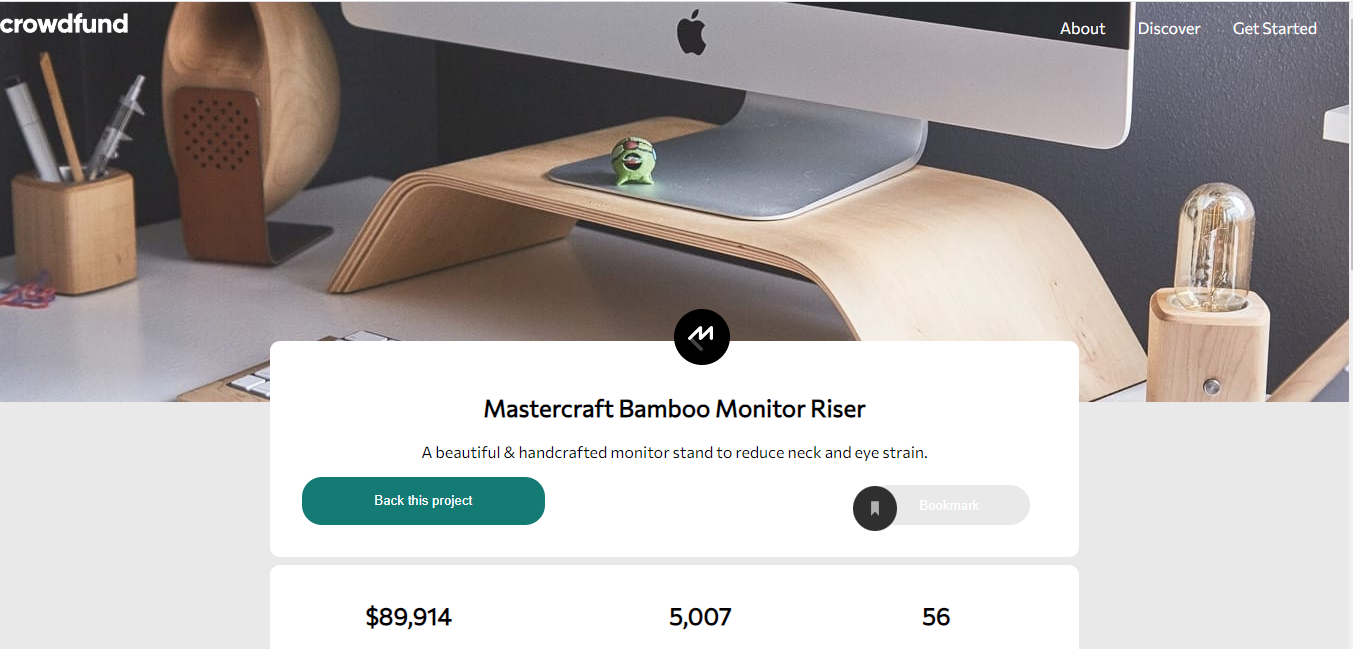 crowdfund
About Discover Get Started
Mastercraft Bamboo Monitor Riser
A beautiful & handcrafted monitor stand to reduce neck and eye strain.
Back this project
Bookmark
$89,914 5,007 56